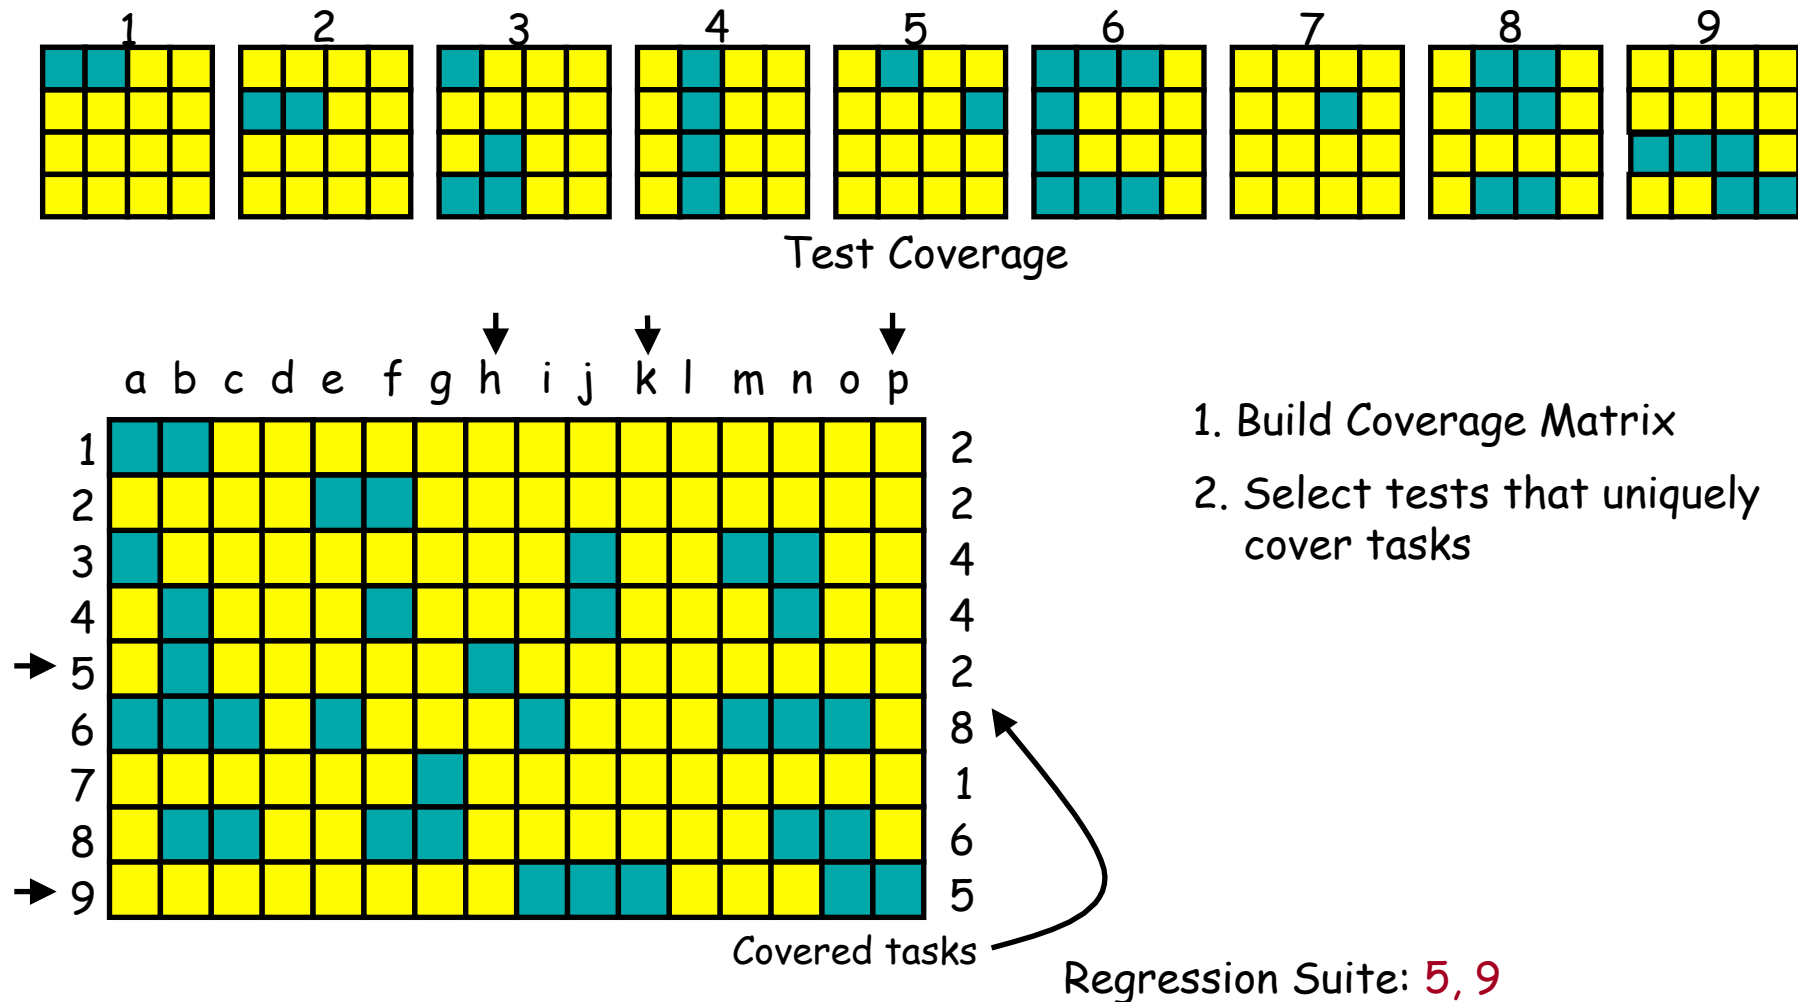 1 2 3 4 5 6 7 8 9
Test Coverage
a b c d e f g h i j k l m n o p
1 2
2 2
3 4
4 4
5 2
6 8
7 1
8 6
9 5
Covered tasks
1. Build Coverage Matrix
2. Select tests that uniquely
cover tasks
Regression Suite: 5, 9